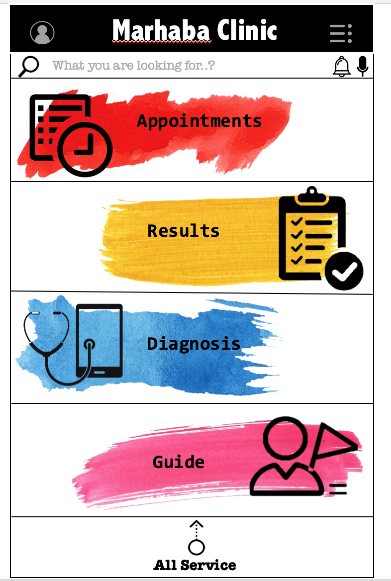 Marhaba Clinic
What you are looking for..?
Appointments
Results
Diagnosis
Guide
All Service